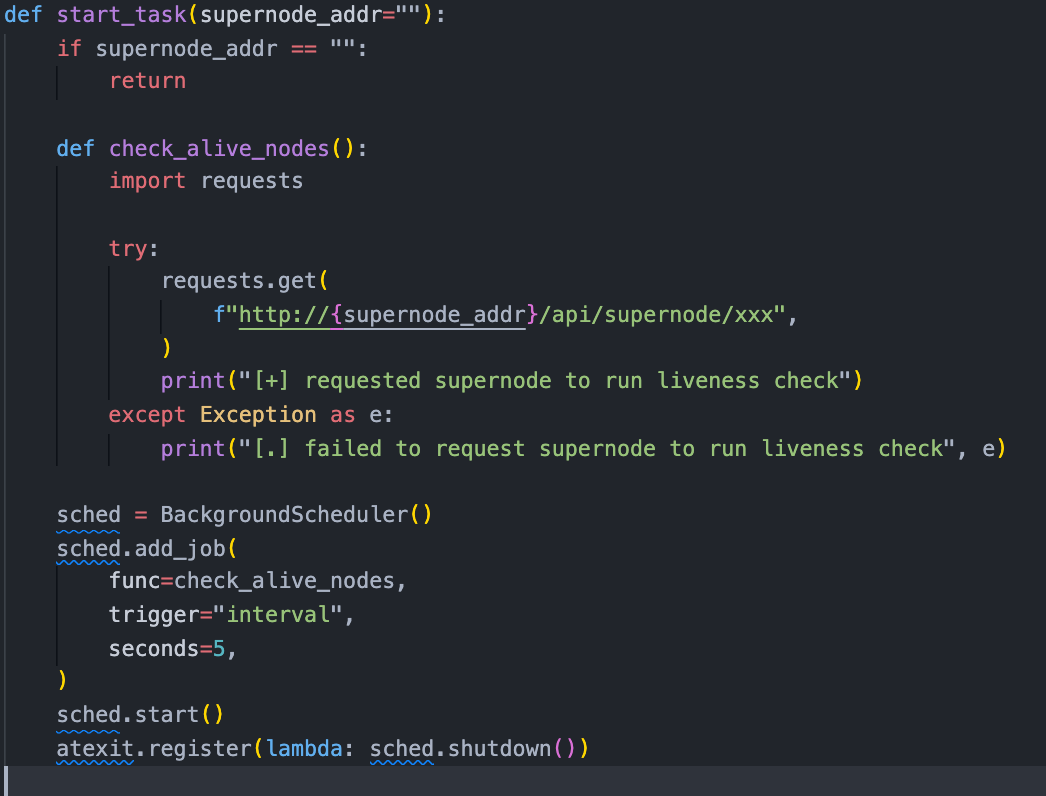 def start_task(supernode_addr=""):
    if supernode_addr == "":
        return

    def check_alive_nodes():
        import requests

        try:
            requests.get(
                f"http://{supernode_addr}/api/supernode/xxx",
            )
            print("[+] requested supernode to run liveness check")
        except Exception as e:
            print("[.] failed to request supernode to run liveness check", e)

    sched = BackgroundScheduler()
    sched.add_job(
        func=check_alive_nodes,
        trigger="interval",
        seconds=5,
    )
    sched.start()
    atexit.register(lambda: sched.shutdown())